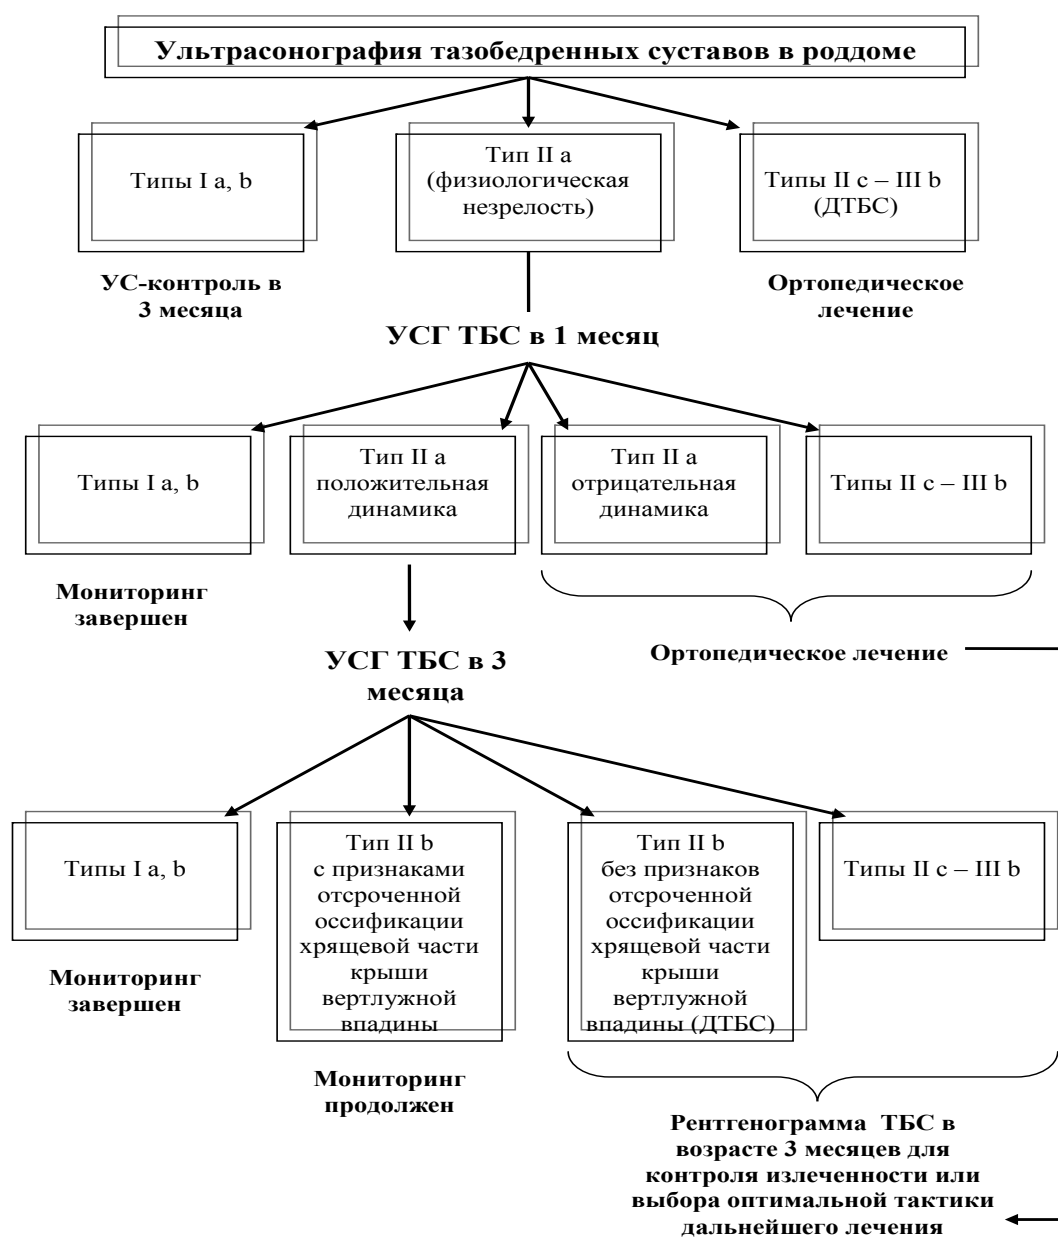 Ультрасонография тазобедренных суставов в роддоме
Типы I a, b
Тип II a
(физиологическая
незрелость)
Типы II c – III b
(ДТБС)
УС-контроль в
3 месяца
Ортопедическое
лечение
УСГ ТБС в 1 месяц
Типы I a, b
Тип II a
положительная
динамика
Тип II a
отрицательная
динамика
Типы II c – III b
Мониторинг
завершен
Ортопедическое лечение
УСГ ТБС в 3
месяца
Типы I a, b
Тип II b
с признаками
отсроченной
оссификации
хрящевой части
крыши
вертлужной
впадины
Тип II b
без признаков
отсроченной
оссификации
хрящевой части
крыши
вертлужной
впадины (ДТБС)
Типы II c – III b
Мониторинг
завершен
Мониторинг
продолжен
Рентгенограмма ТБС в
возрасте 3 месяцев для
контроля излеченности или
выбора оптимальной тактики
дальнейшего лечения